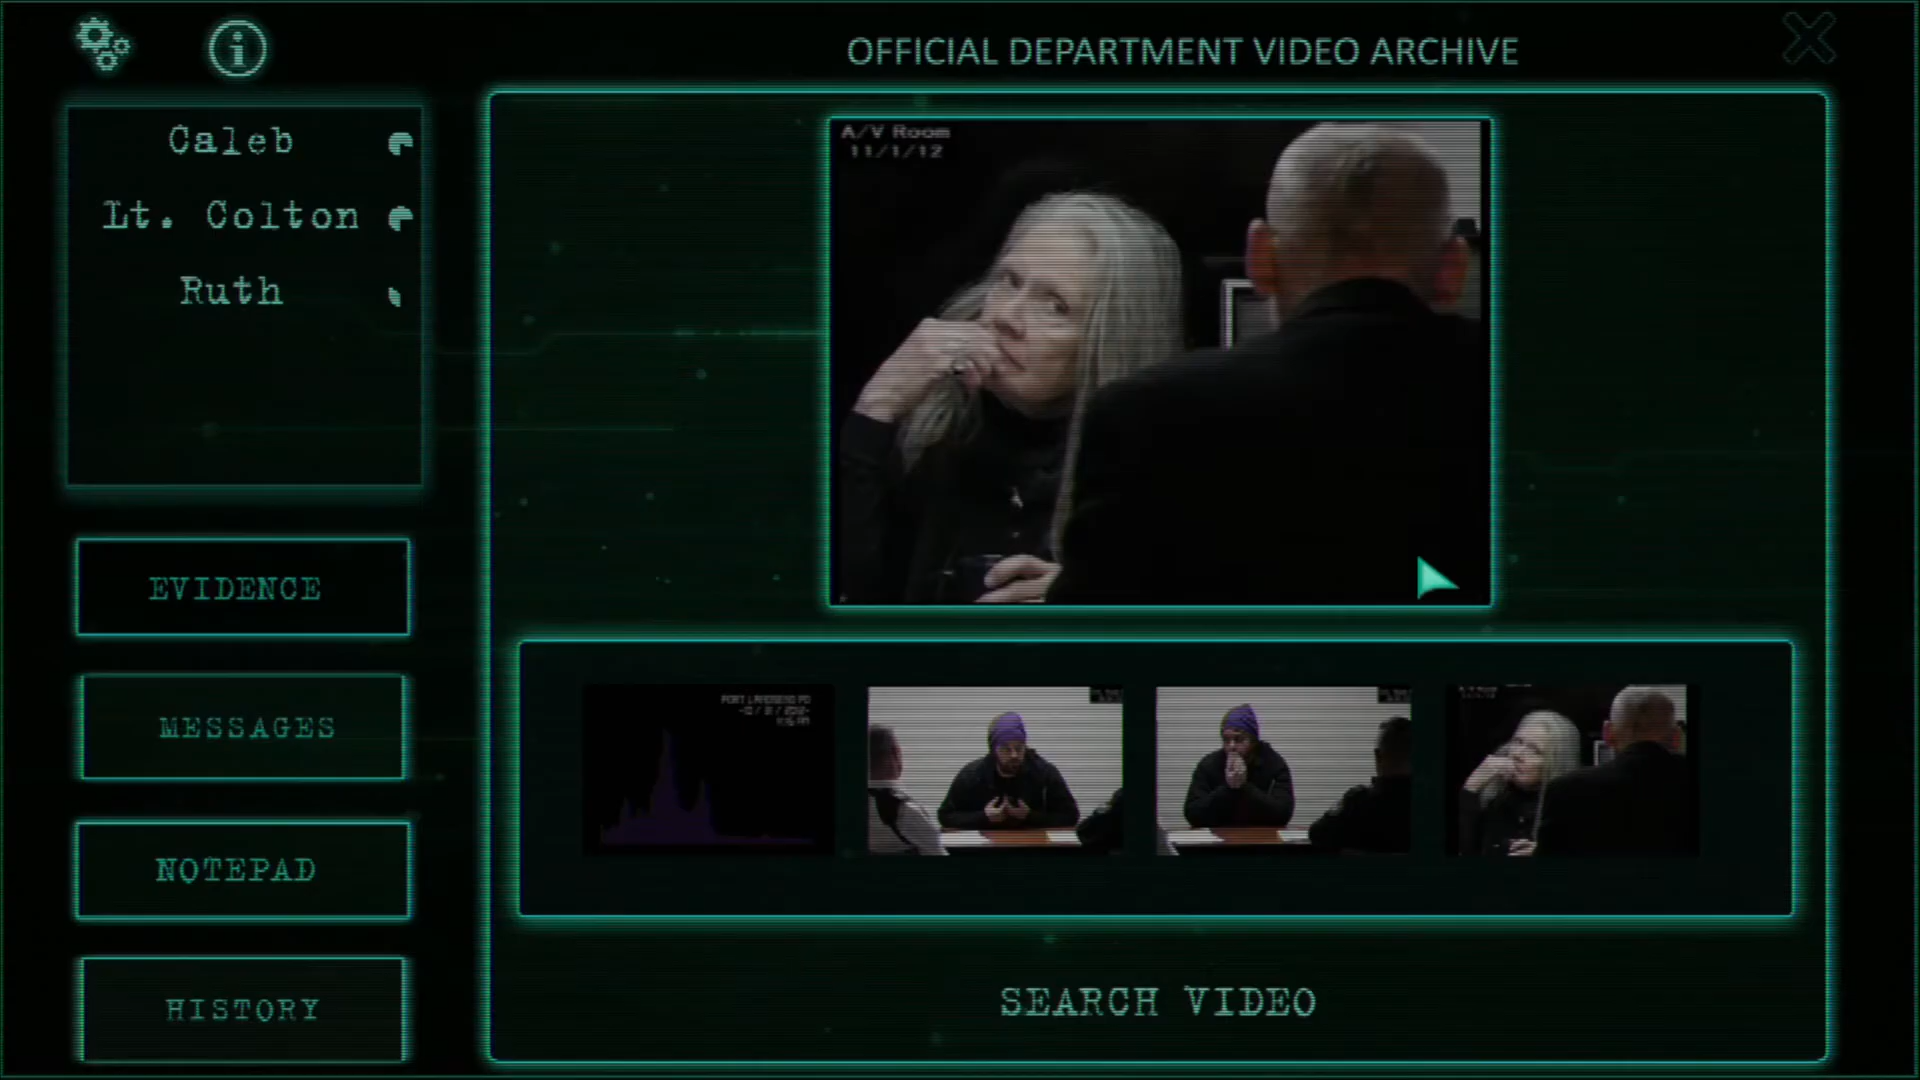 OFFICIAL DEPARTMENT VIDEO ARCHIVE
Caleb
Lt. Colton
Ruth
EVIDENCE
MESSAGES
NOTEPAD
HISTORY
A/V Room
11/1/12
SEARCH VIDEO